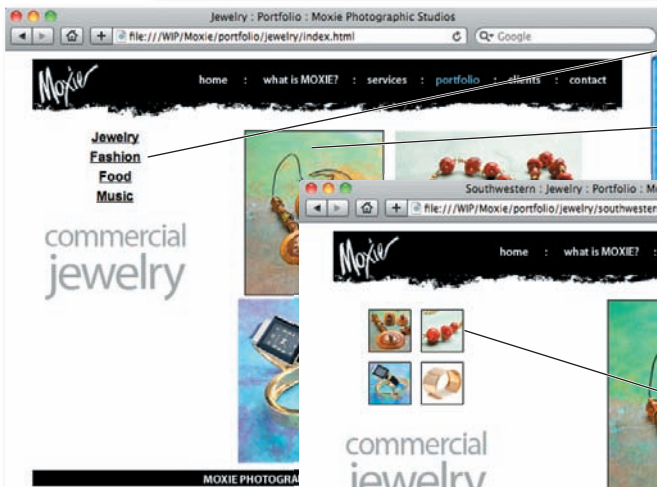 Jewelry : Portfolio : Moxie Photographic Studios
file:///WIP/Moxie/portfolio/jewelry/index.html
Google
Moxie
home : what is MOXIE? : services : portfolio : clients : contact
Jewelry
Fashion
Food
Music
commercial
jewelry
MOXIE
Southwestern : Jewelry : Portfolio :
file:///WIP/Moxie/portfolio/jewelry/
Moxie
home : what is MOXIE? :
commercial
jewelry